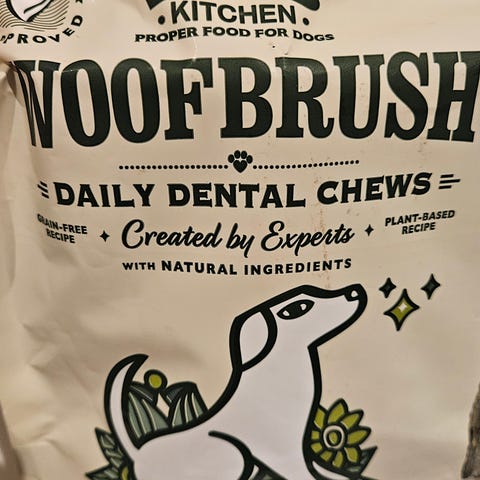 KITCHEN
PROPER FOOD FOR DOGS
WOOFBRUSH
DAILY DENTAL CHEWS
GRAIN-FREE
RECIPE
Created by Experts
PLANT-BASED
RECIPE
WITH NATURAL INGREDIENTS